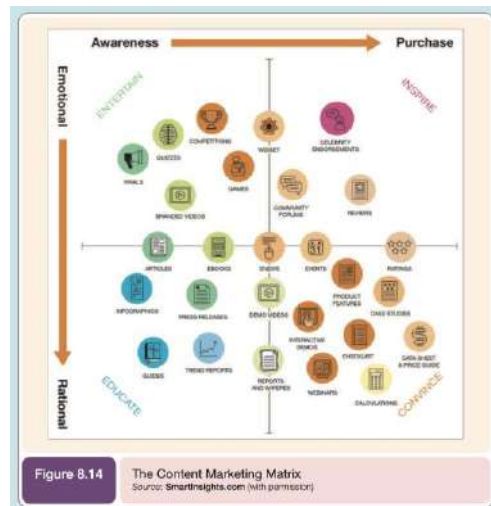 Awareness
Purchase
Emotional
Rational
ENTERTAIN
INSPIRE
COMPETITIONS
QUIZZES
WIDGET
CELEBRITY
ENDORSEMENTS
VIRALS
GAMES
COMMUNITY
FORUMS
REVIEWS
BRANDED VIDEOS
ARTICLES
EBOOKS
ENEWS
EVENTS
RATINGS
INFOGRAPHICS
PRESS RELEASES
DEMO VIDEOS
PRODUCT
FEATURES
CASE STUDIES
INTERACTIVE
DEMOS
CHECKLIST
DATA SHEET
& PRICE GUIDE
GUIDES
TREND REPORTS
REPORTS
AND
WEBINARS
CALCULATIONS
EDUCATE
CONVINCE
Figure 8.14
The Content Marketing Matrix
Source: SmartInsights.com (with permission)